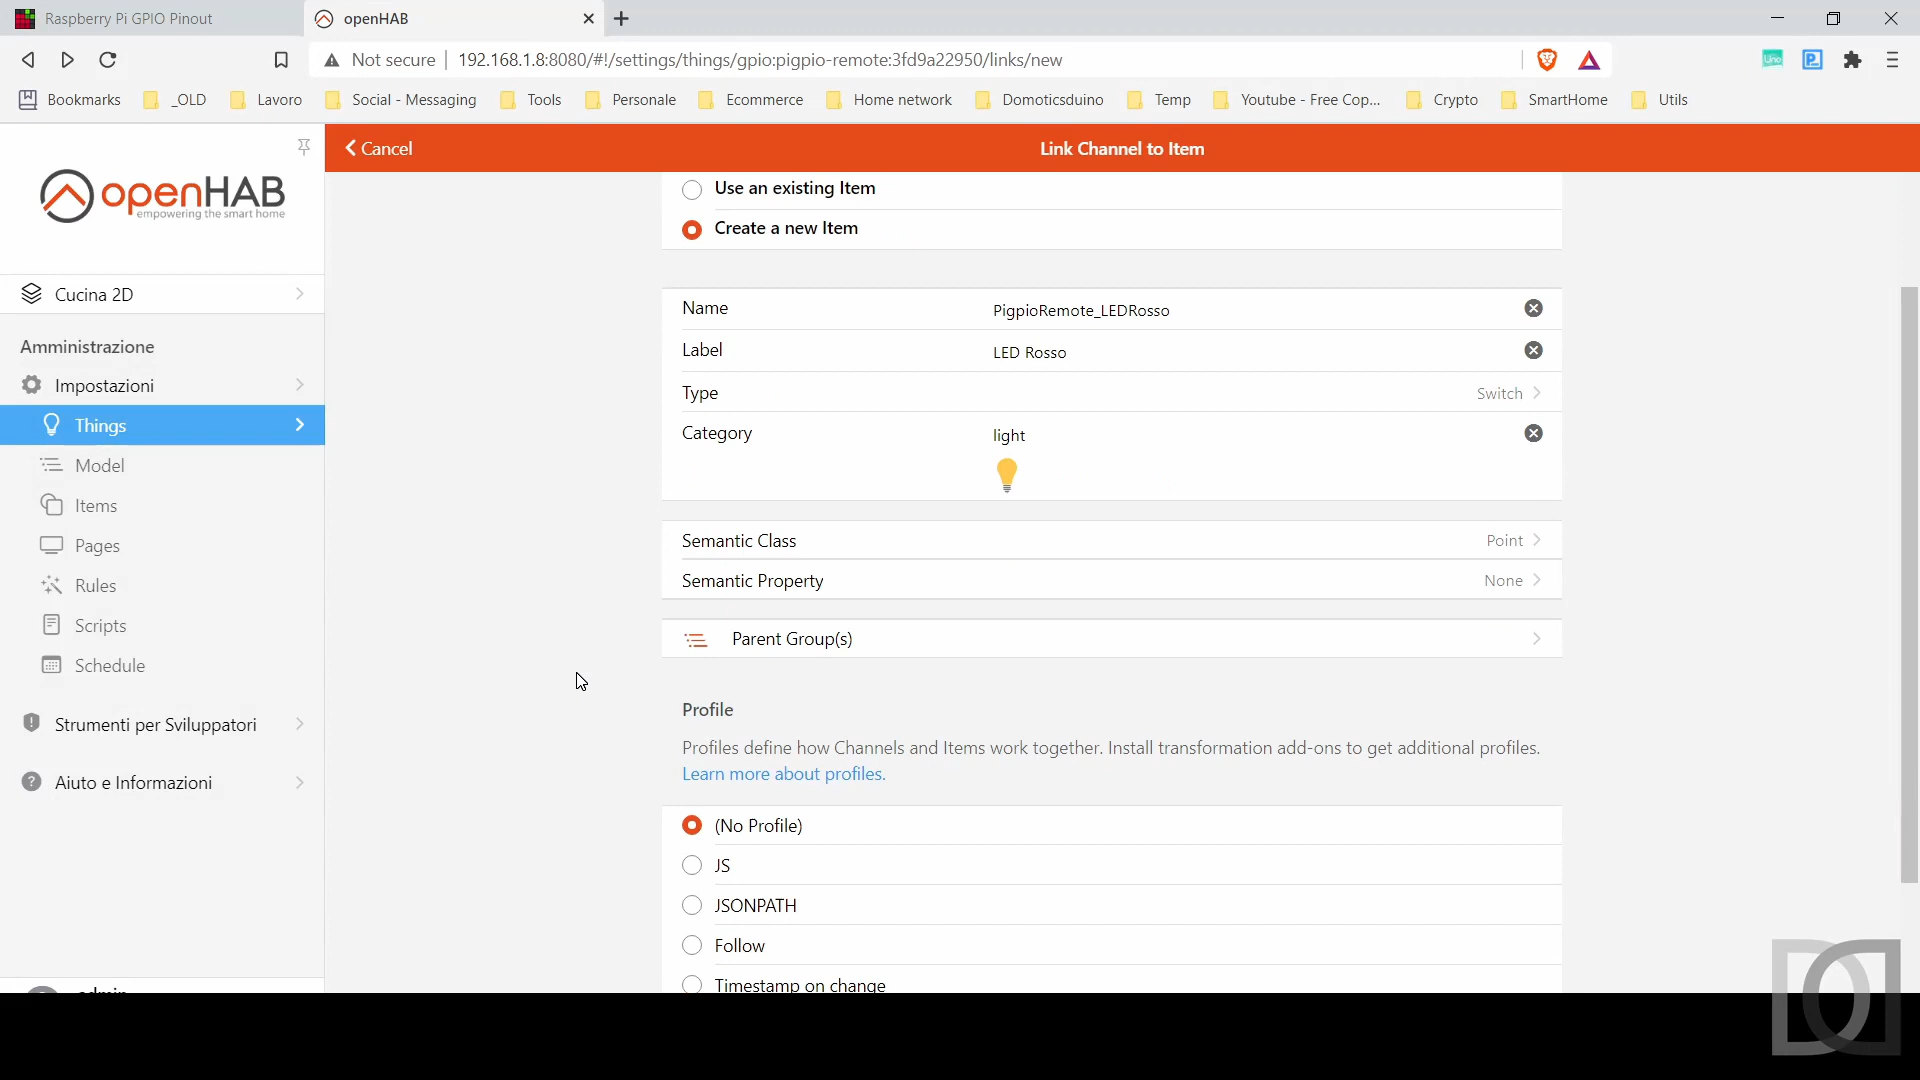 Raspberry Pi GPIO Pinout
openHAB
Not secure
192.168.1.8:8080/#!/settings/things/gpio:pigpio-remote:3fd9a22950/links/new
Uno
Bookmarks
_OLD
Lavoro
Social - Messaging
Tools
Personale
Ecommerce
Home network
Domoticsduino
Temp
Youtube - Free Cop...
Crypto
SmartHome
Utils
openHAB
empowering the smart home
Cucina 2D
Amministrazione
Impostazioni
Things
Model
Items
Pages
Rules
Scripts
Schedule
Strumenti per Sviluppatori
Aiuto e Informazioni
admin
Cancel
Link Channel to Item
Use an existing Item
Create a new Item
Name PigpioRemote_LEDRosso
Label LED Rosso
Type Switch
Category light
Semantic Class Point
Semantic Property None
Parent Group(s)
Profile
Profiles define how Channels and Items work together. Install transformation add-ons to get additional profiles.
Learn more about profiles.
(No Profile)
JS
JSONPATH
Follow
Timestamp on change